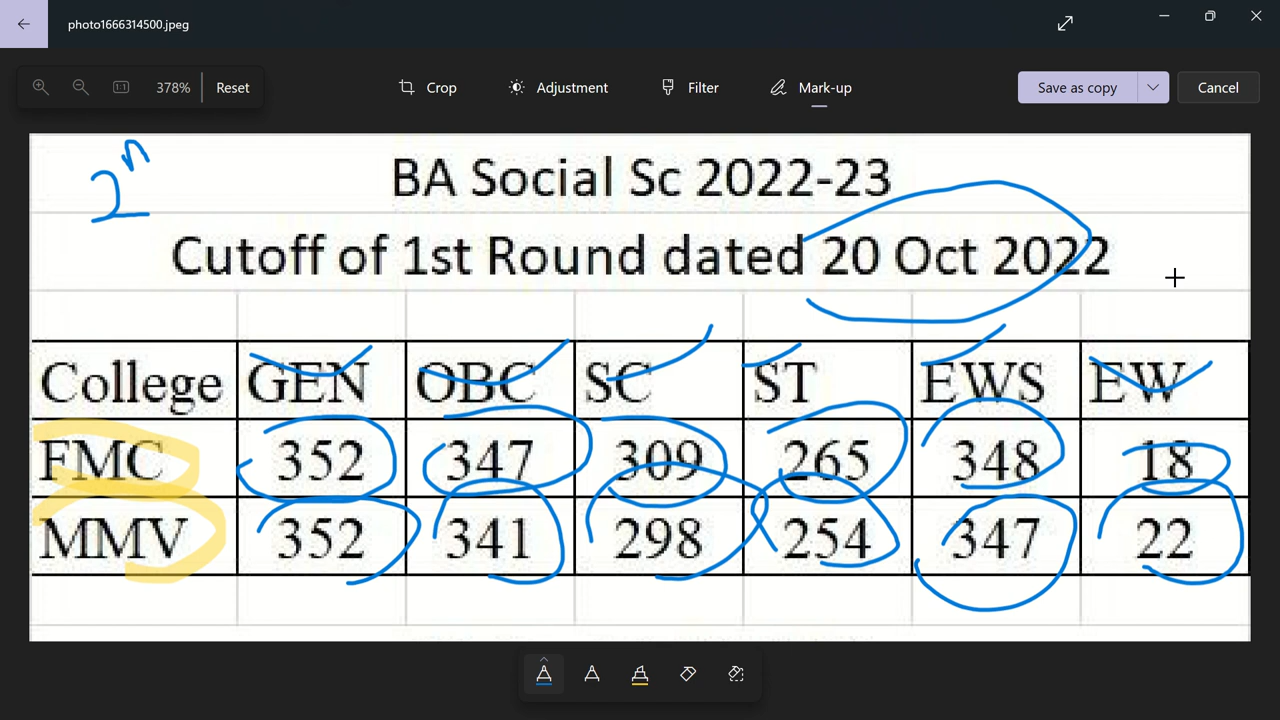 photo1666314500.jpeg
378% Reset Crop Adjustment Filter Mark-up Save as copy Cancel
2n
BA Social Sc 2022-23
Cutoff of 1st Round dated 20 Oct 2022
College GEN OBC SC ST EWS EW
FMC 352 347 309 265 348 18
MMV 352 341 298 254 347 22